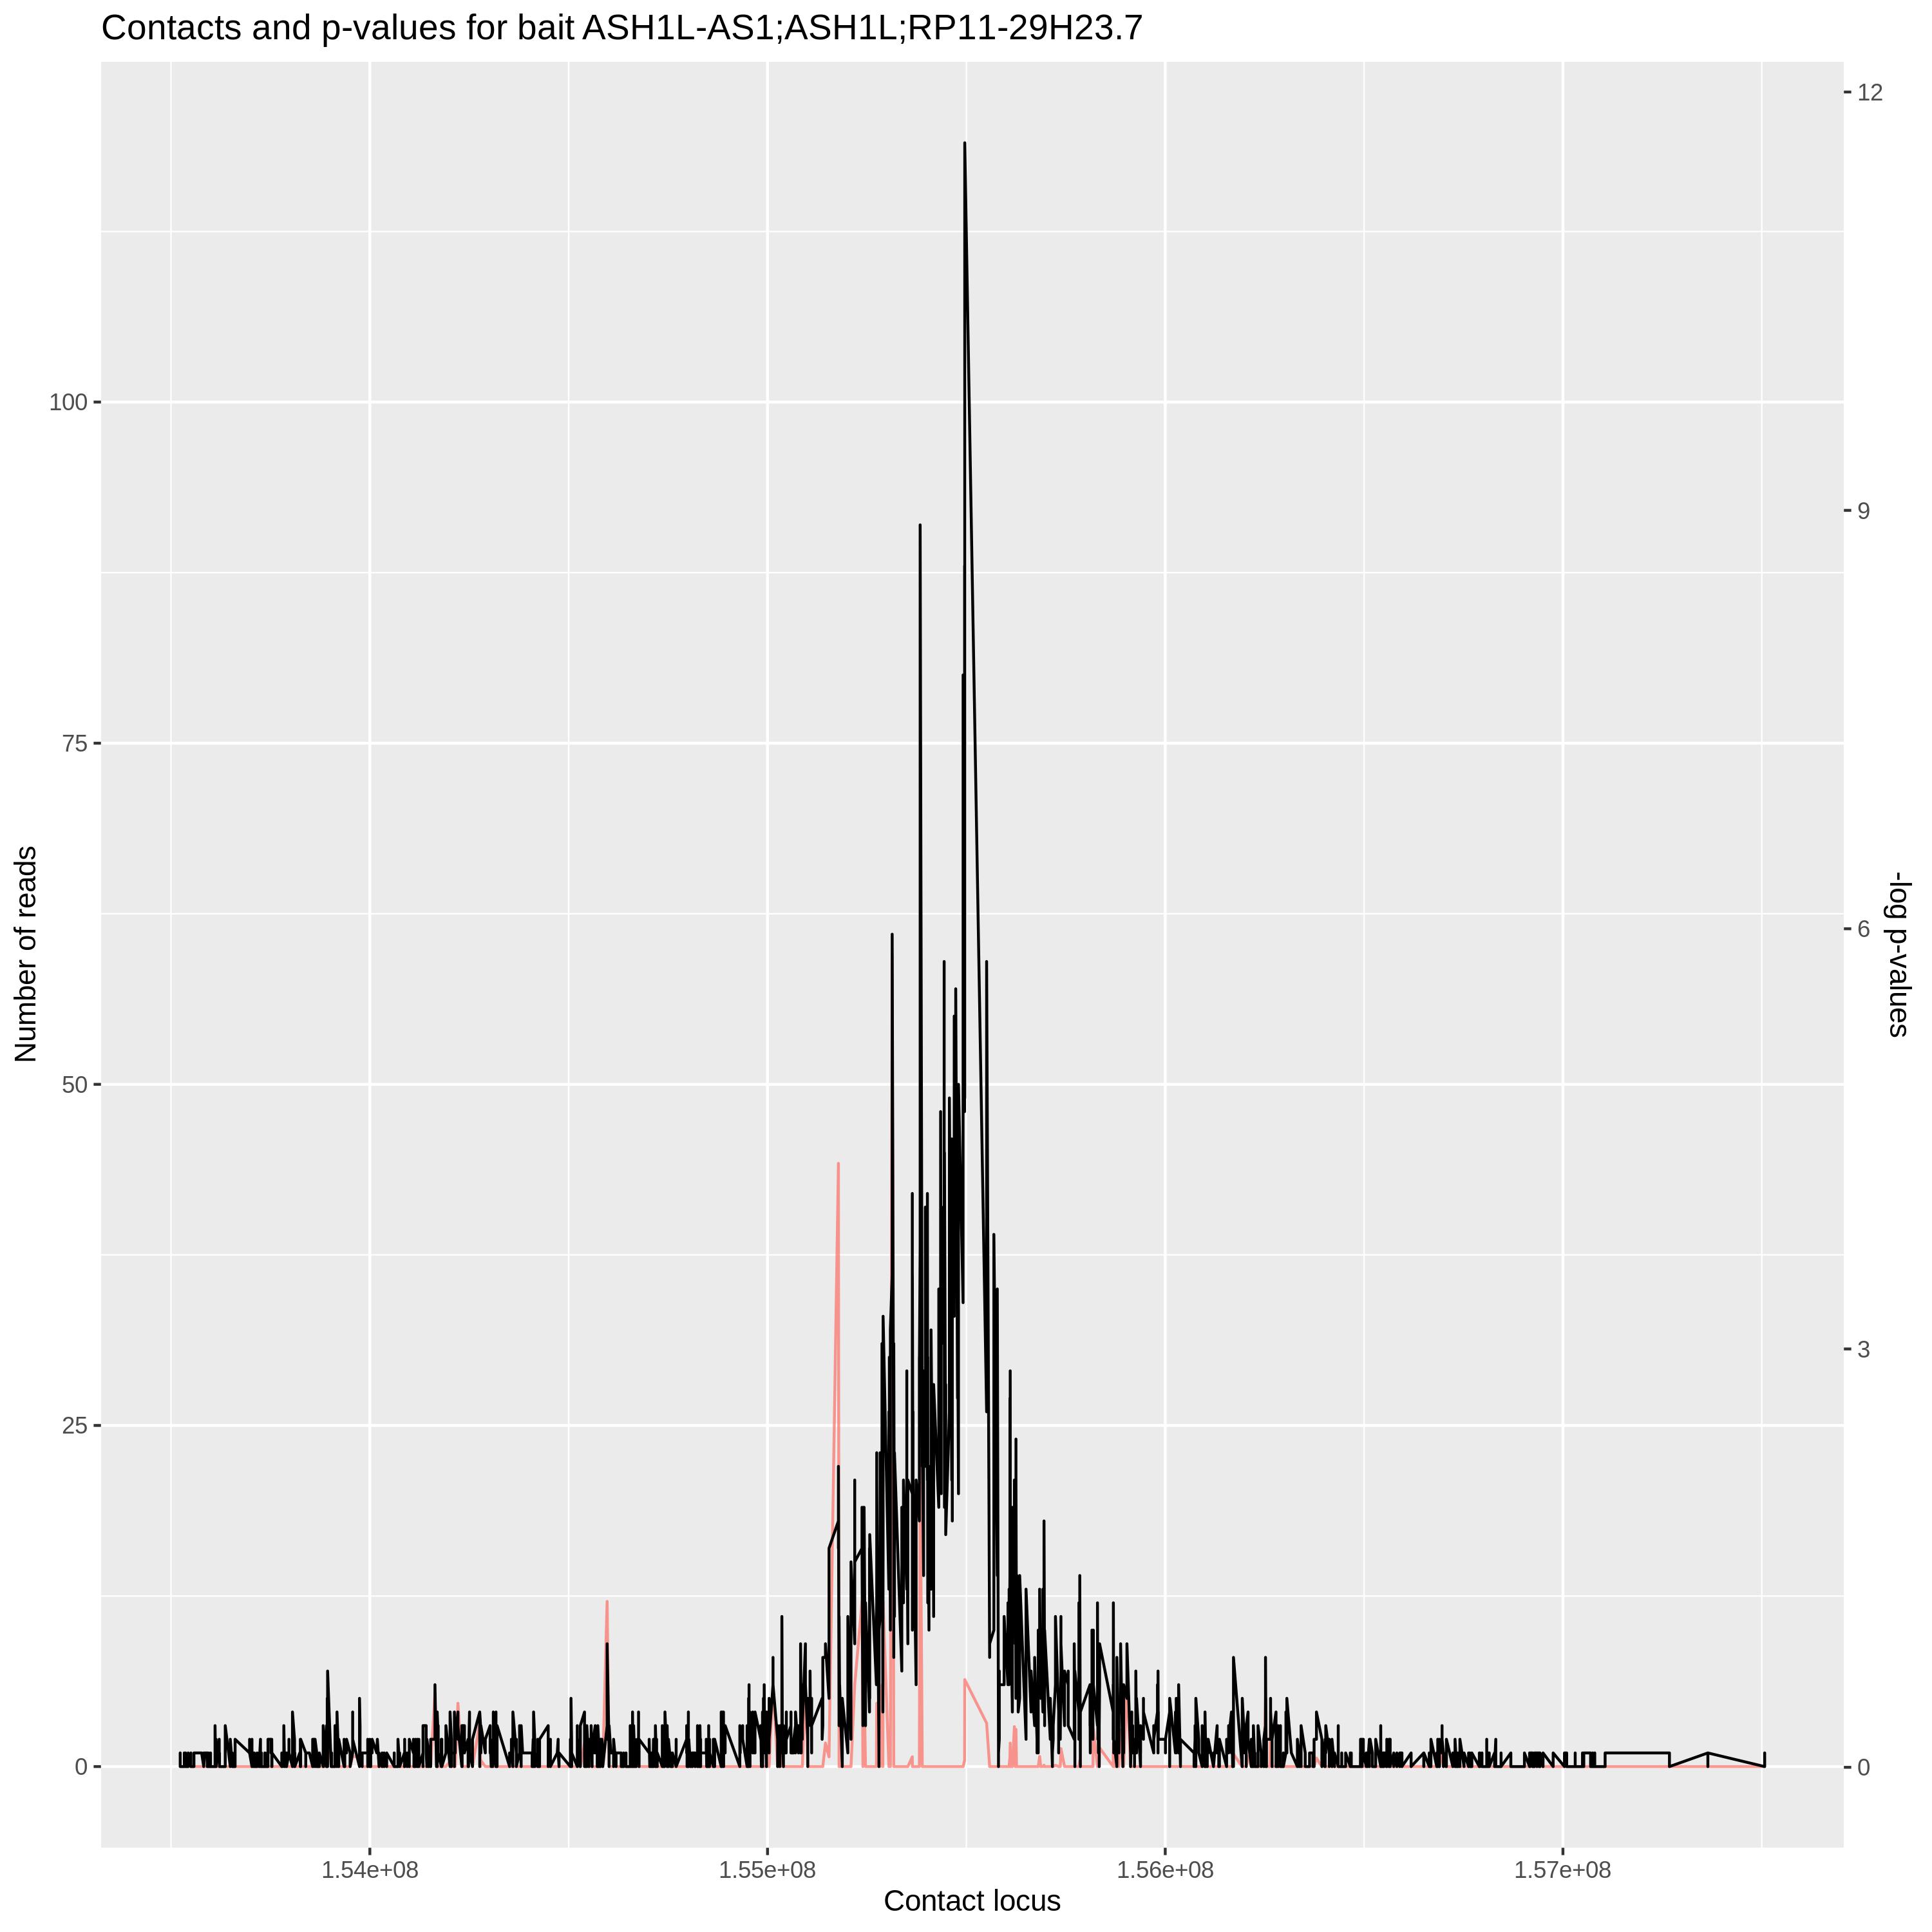 Contacts and p-values for bait ASH1L-AS1;ASH1L;RP11-29H23.7
12
9
6
3
0
100
75
50
25
0
Number of reads
-log p-values
1.54e+08 1.55e+08 1.56e+08 1.57e+08
Contact locus